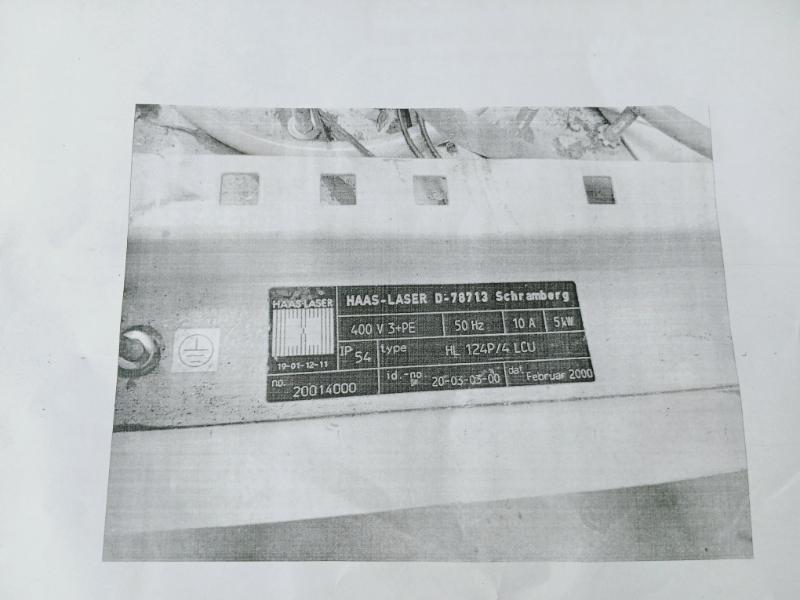 HAAS-LASER
HAAS-LASER D-78713 Schramberg
400 V 3+PE 50 Hz 10 A 5kW
IP 54 type HL 124P/4 LCU
19-01-12-11
no. 20014000 id.-no. 20-03-03-00 dat. Februar 2000